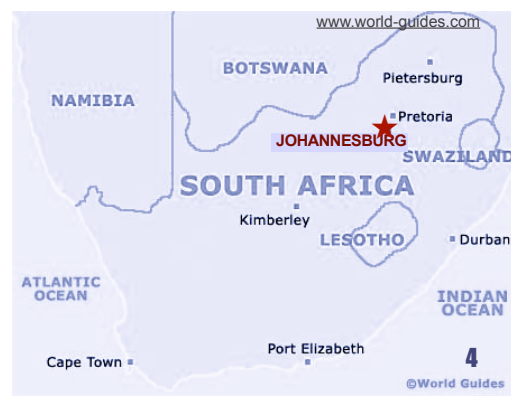 www.world-guides.com
BOTSWANA
Pietersburg
NAMIBIA
Pretoria
JOHANNESBURG
SWAZILAND
SOUTH AFRICA
Kimberley
LESOTHO
Durban
ATLANTIC
OCEAN
INDIAN
OCEAN
Port Elizabeth
Cape Town
4
©World Guides